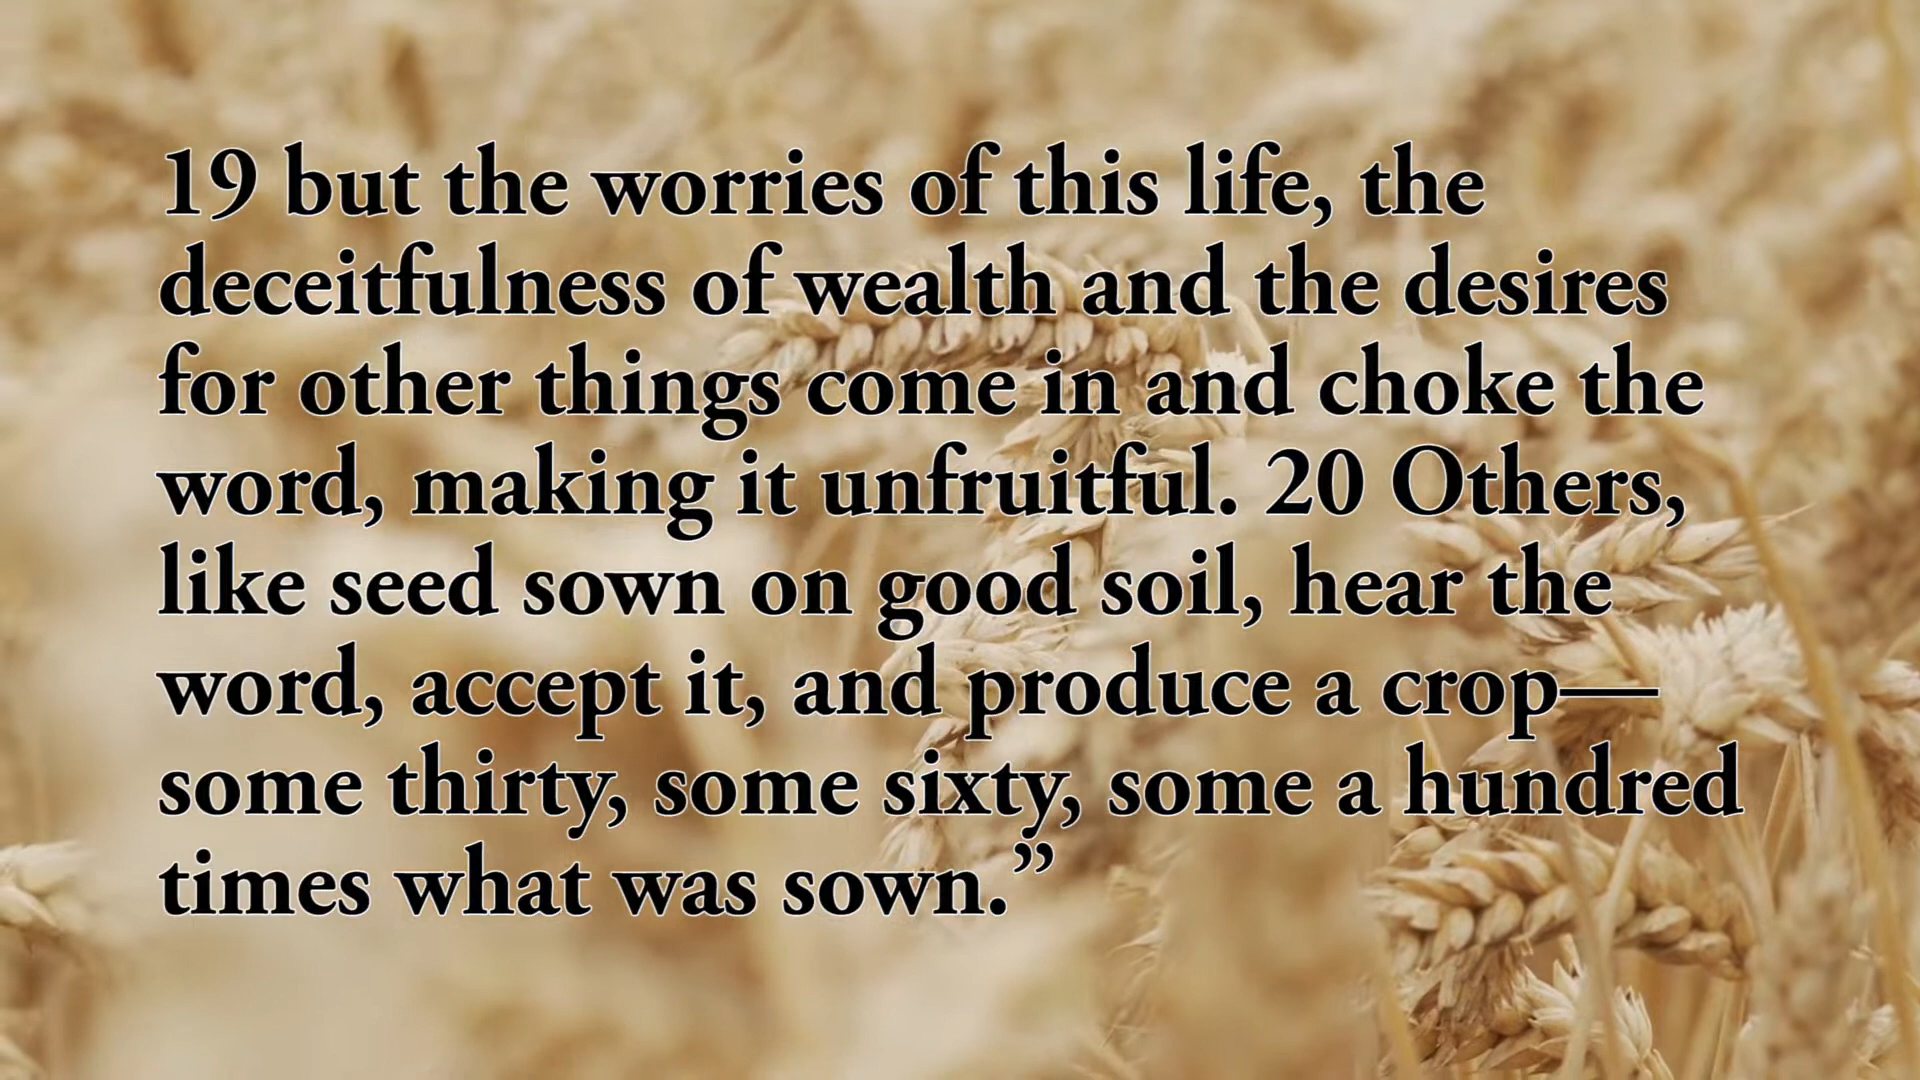 19 but the worries of this life, the
deceitfulness of wealth and the desires
for other things come in and choke the
word, making it unfruitful. 20 Others,
like seed sown on good soil, hear the
word, accept it, and produce a crop—
some thirty, some sixty, some a hundred
times what was sown.”